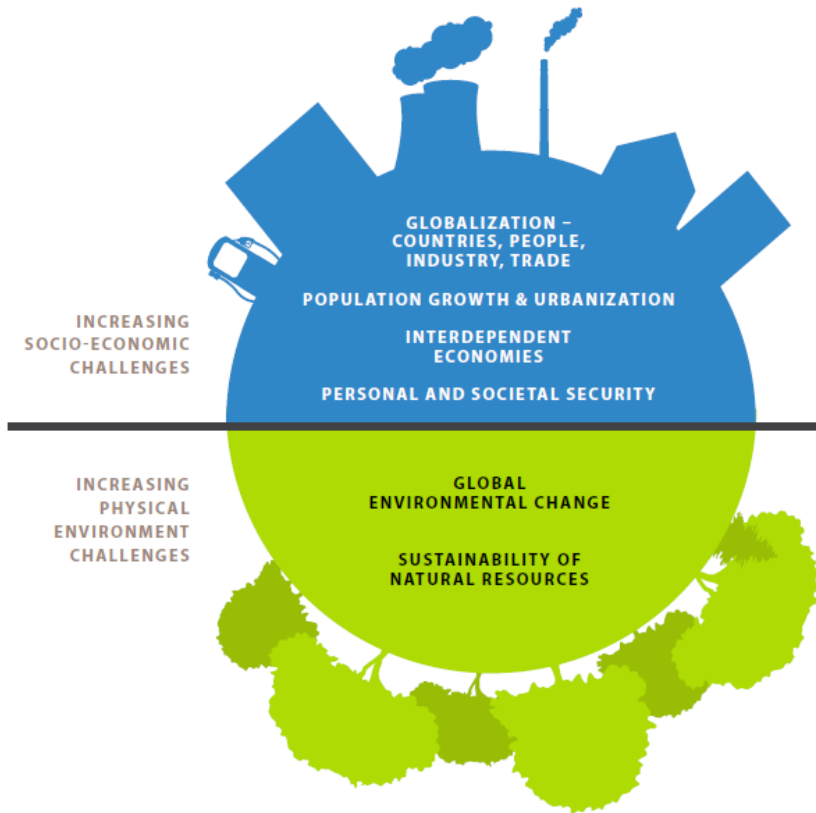 GLOBALIZATION –
COUNTRIES, PEOPLE,
INDUSTRY, TRADE
POPULATION GROWTH & URBANIZATION
INTERDEPENDENT
ECONOMIES
PERSONAL AND SOCIETAL SECURITY
INCREASING
SOCIO-ECONOMIC
CHALLENGES
INCREASING
PHYSICAL
ENVIRONMENT
CHALLENGES
GLOBAL
ENVIRONMENTAL CHANGE
SUSTAINABILITY OF
NATURAL RESOURCES